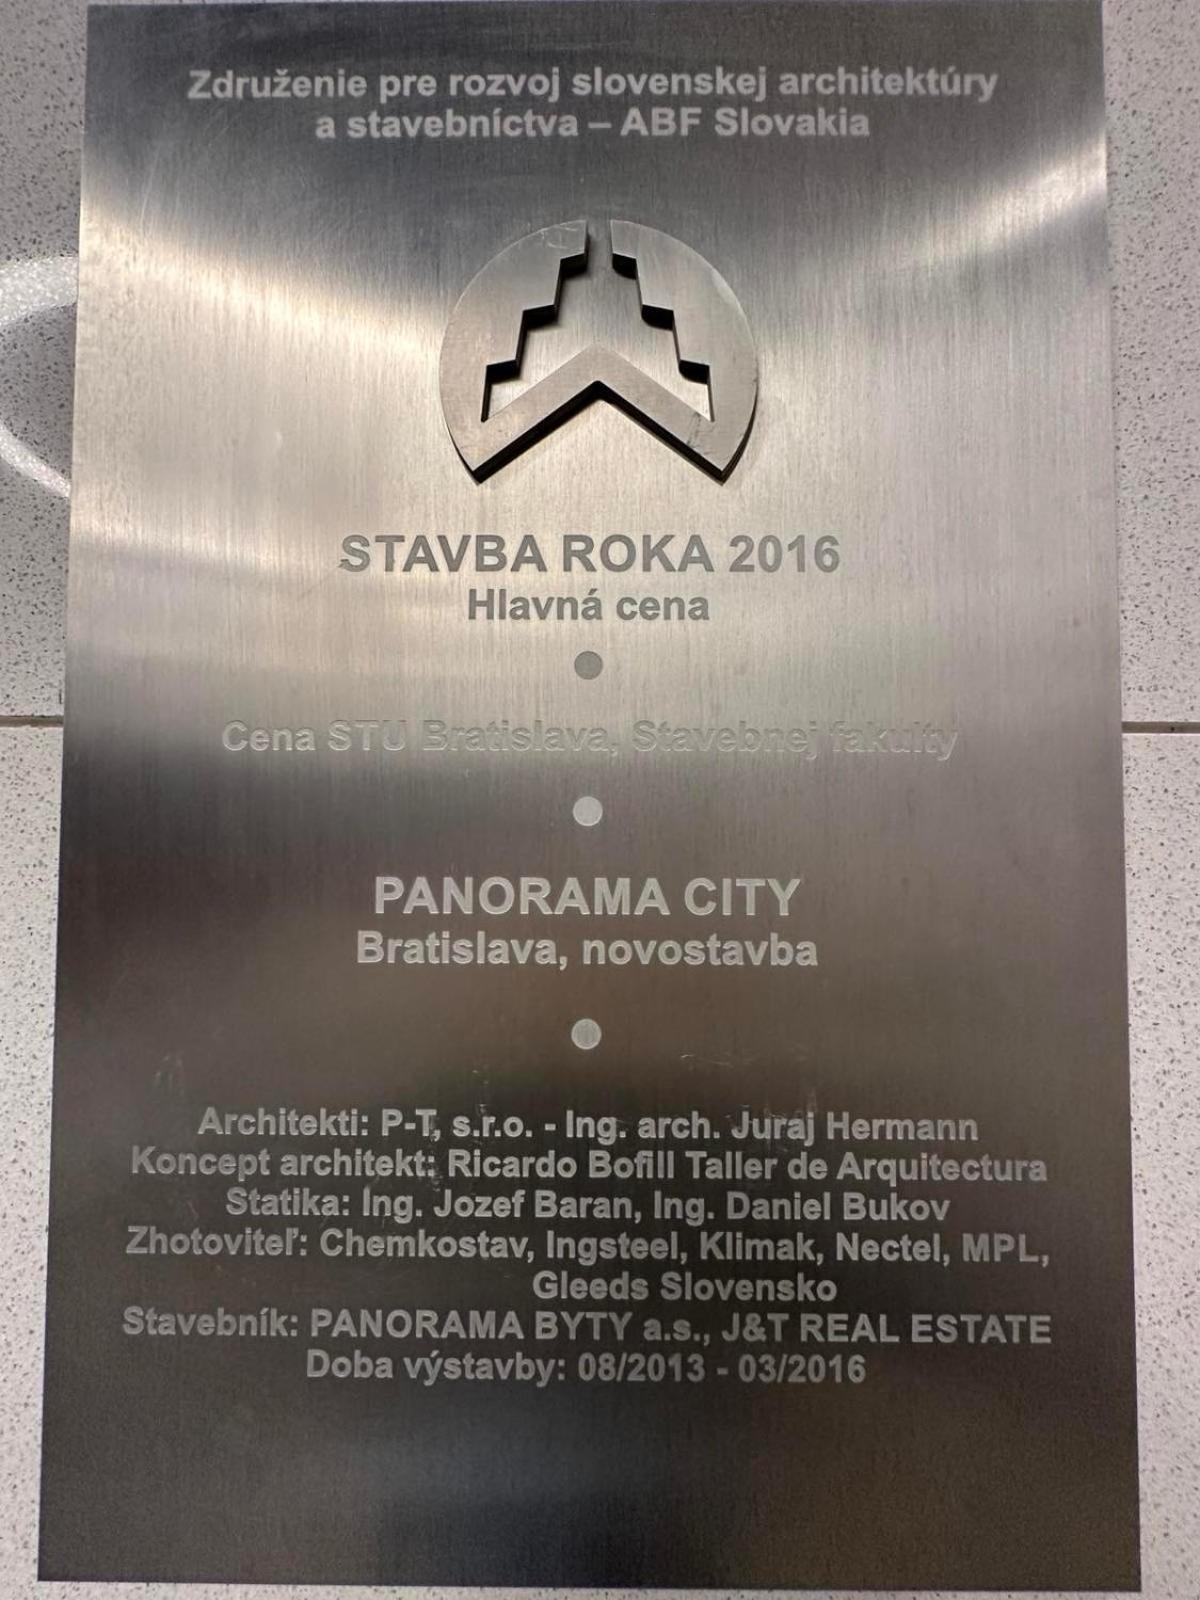 Združenie pre rozvoj slovenskej architektúry
a stavebníctva – ABF Slovakia
STAVBA ROKA 2016
Hlavná cena
Cena STU Bratislava, Stavebnej fakulty
PANORAMA CITY
Bratislava, novostavba
Architekti: P-T, s.r.o. - Ing. arch. Juraj Hermann
Koncept architekt: Ricardo Bofill Taller de Arquitectura
Statika: Ing. Jozef Baran, Ing. Daniel Bukov
Zhotoviteľ: Chemkostav, Ingsteel, Klimak, Nectel, MPL,
Gleeds Slovensko
Stavebník: PANORAMA BYTY a.s., J&T REAL ESTATE
Doba výstavby: 08/2013 - 03/2016